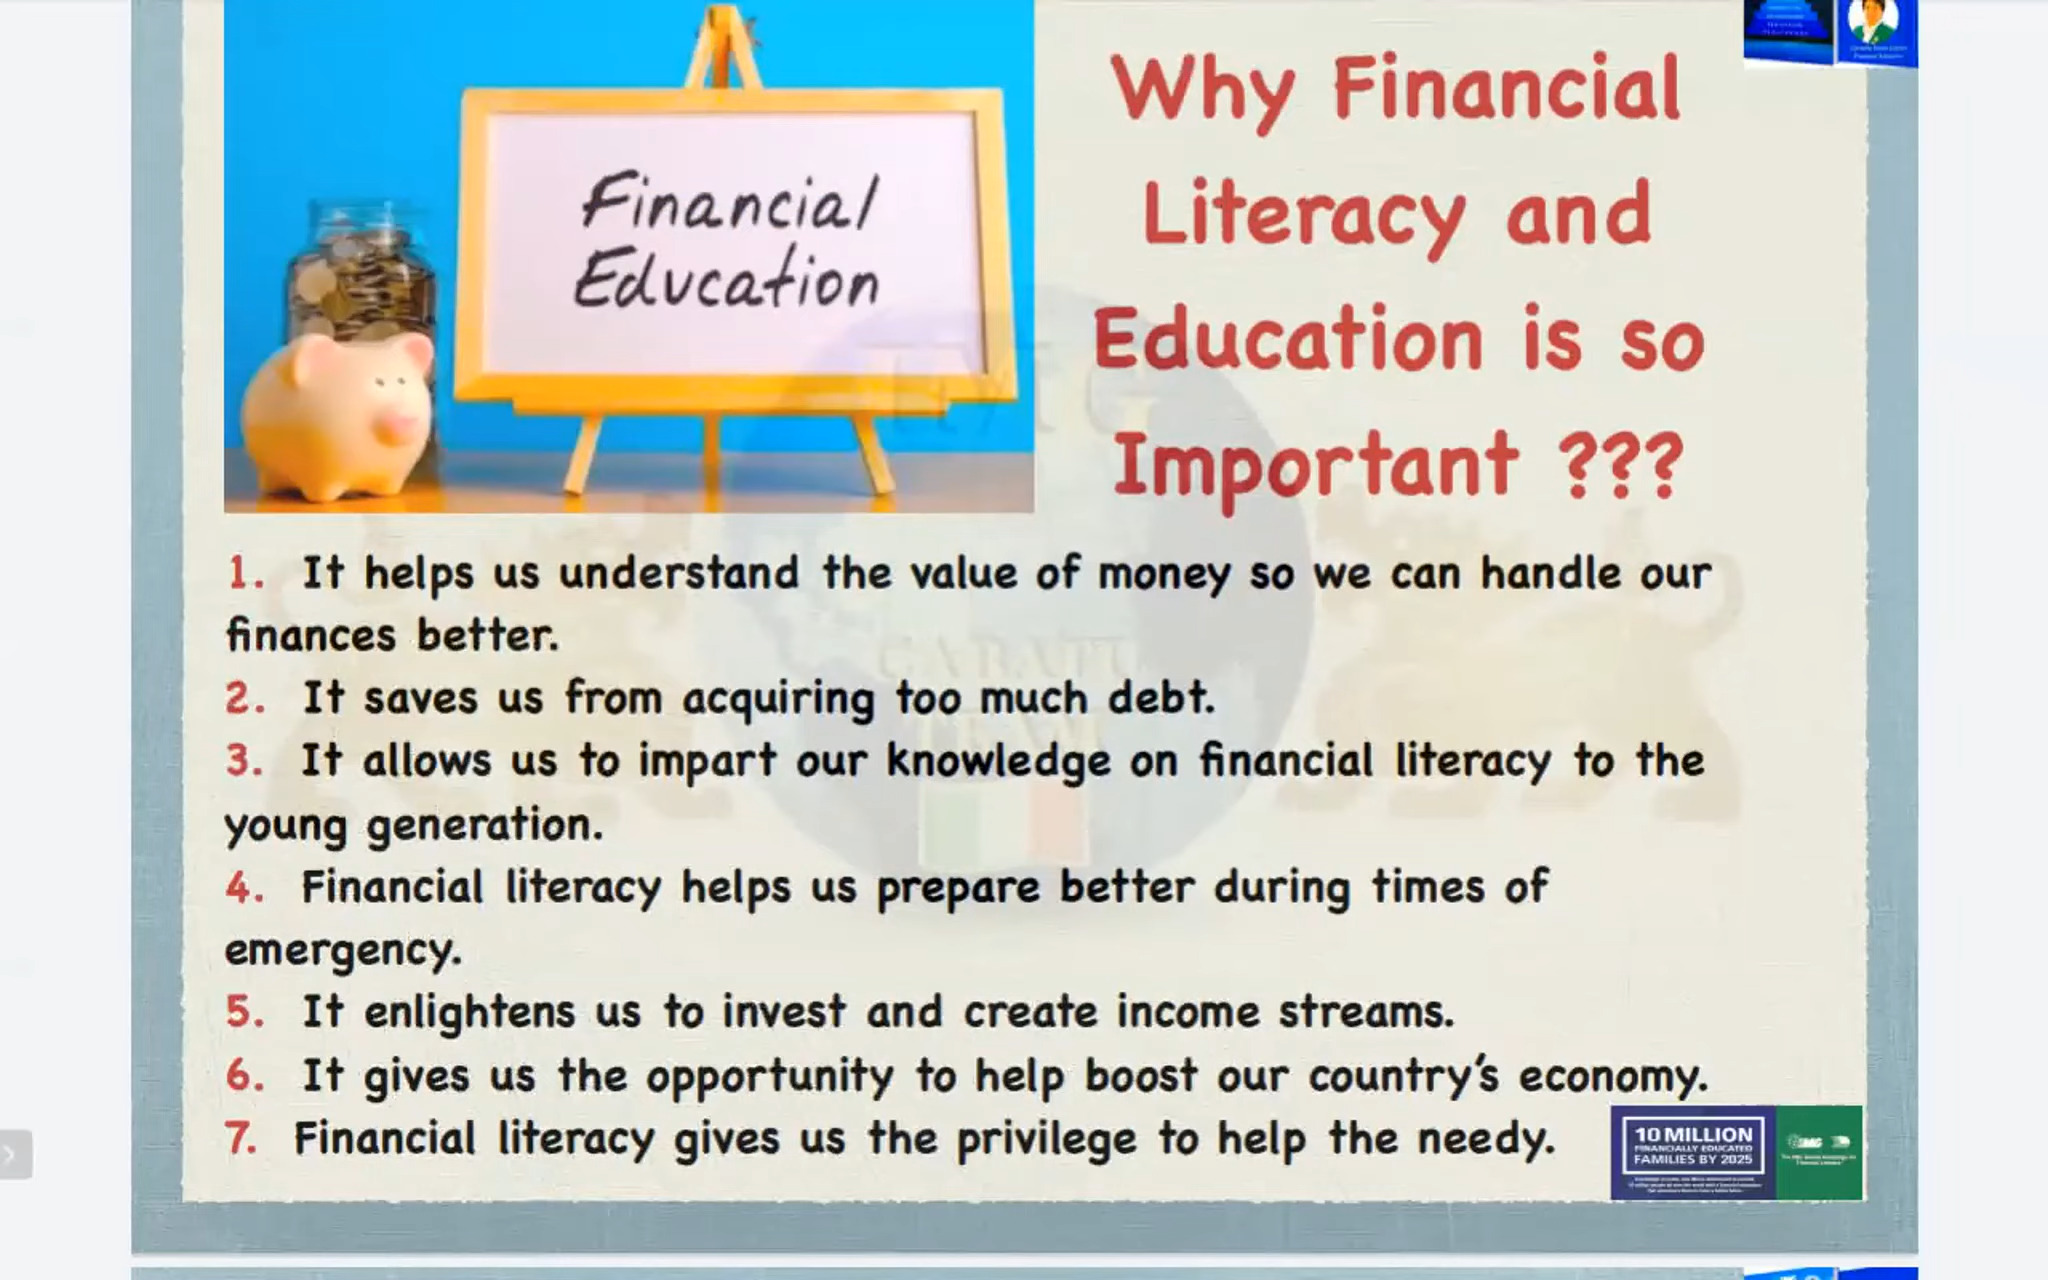 Financial
Education
Why Financial
Literacy and
Education is so
Important ???
1. It helps us understand the value of money so we can handle our
finances better.
2. It saves us from acquiring too much debt.
3. It allows us to impart our knowledge on financial literacy to the
young generation.
4. Financial literacy helps us prepare better during times of
emergency.
5. It enlightens us to invest and create income streams.
6. It gives us the opportunity to help boost our country's economy.
7. Financial literacy gives us the privilege to help the needy.
10 MILLION
FINANCIALLY EDUCATED
FAMILIES BY 2025
IMG